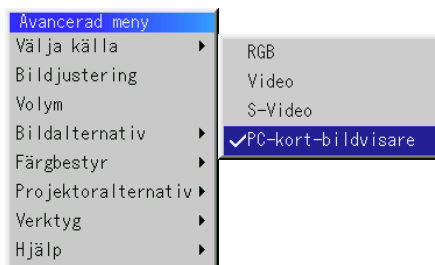 Avancerad meny
Välja källa
Bildjustering
Volym
Bildalternativ
Färgbestyr
Projektoralternativ
Verktyg
Hjälp
RGB
Video
S-Video
PC-kort-bildvisare